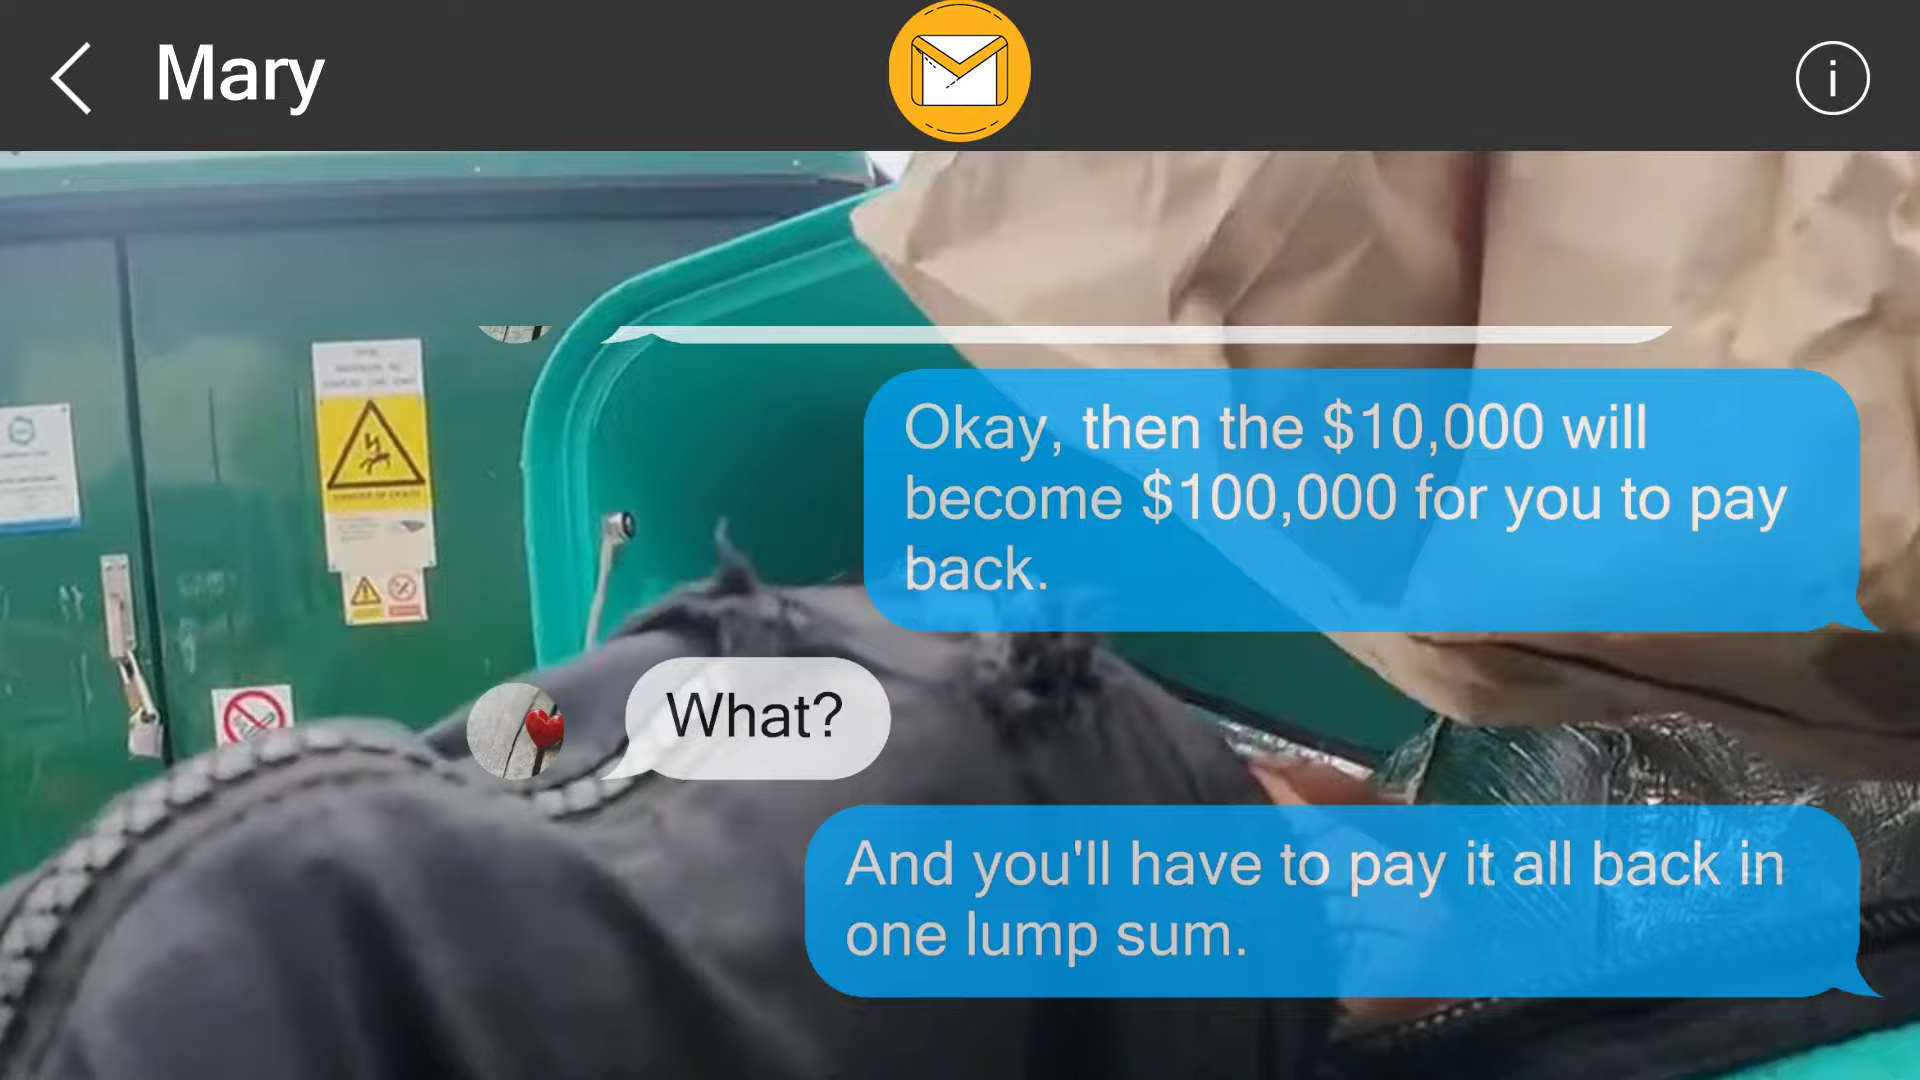 Mary
Okay, then the $10,000 will
become $100,000 for you to pay
back.
What?
And you'll have to pay it all back in
one lump sum.